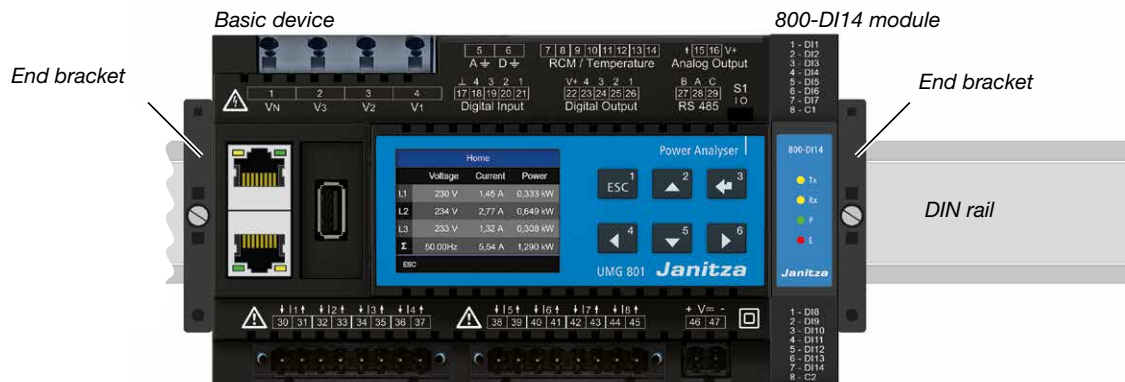 Basic device
800-DI14 module
End bracket
End bracket
DIN rail
5 6
A D
7 8 9 10 11 12 13 14
RCM / Temperature
15 16 V+
Analog Output
1 2 3 4
VN V3 V2 V1
⊥ 4 3 2 1
17 18 19 20 21
Digital Input
V+ 4 3 2 1
22 23 24 25 26
Digital Output
B A C
27 28 29
RS 485
S1
I O
1 - DI1
2 - DI2
3 - DI3
4 - DI4
5 - DI5
6 - DI6
7 - DI7
8 - C1
Home
Voltage Current Power
L1 230 V 1,45 A 0,333 kW
L2 234 V 2,77 A 0,649 kW
L3 233 V 1,32 A 0,308 kW
Σ 50.00Hz 5,54 A 1,290 kW
ESC
Power Analyser
ESC 1
2
3
4
5
6
UMG 801 Janitza
800-DI14
Tx
Rx
P
E
Janitza
I1 I2 I3 I4
30 31 32 33 34 35 36 37
I5 I6 I7 I8
38 39 40 41 42 43 44 45
+ V -
46 47
1 - DI8
2 - DI9
3 - DI10
4 - DI11
5 - DI12
6 - DI13
7 - DI14
8 - C2